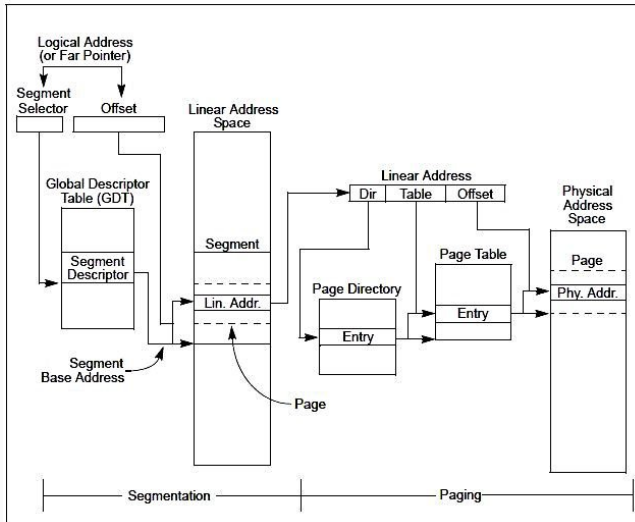 Logical Address
(or Far Pointer)
Segment
Selector
Offset
Linear Address
Space
Global Descriptor
Table (GDT)
Segment
Descriptor
Segment
Lin. Addr.
Segment
Base Address
Page
Linear Address
Dir Table Offset
Page Directory
Entry
Page Table
Entry
Physical
Address
Space
Page
Phy. Addr.
Segmentation
Paging